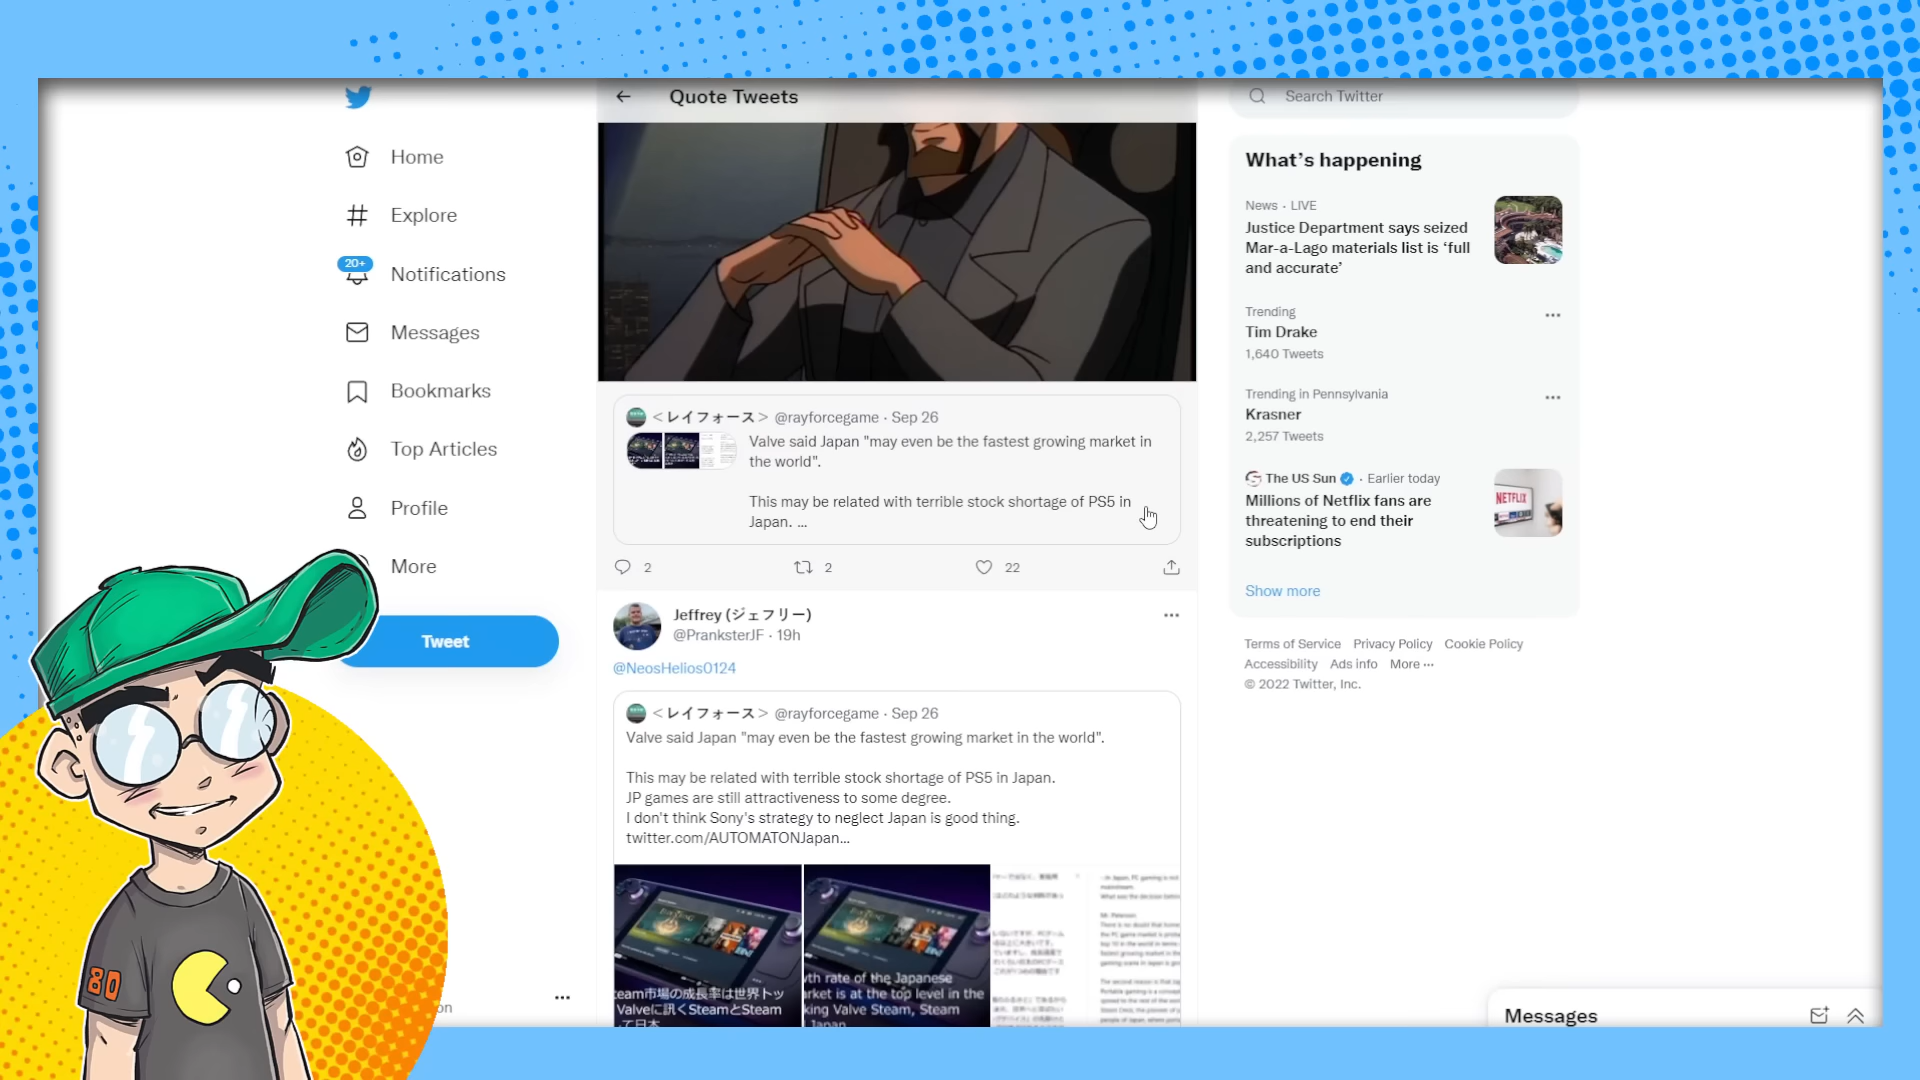 Quote Tweets
Search Twitter
Home
Explore
20+
Notifications
Messages
Bookmarks
Top Articles
Profile
More
Tweet
<レイフォース> @rayforcegame · Sep 26
Valve said Japan "may even be the fastest growing market in
the world".
This may be related with terrible stock shortage of PS5 in
Japan. ...
2
2
22
Jeffrey (ジェフリー)
@PranksterJF · 19h
@NeosHelios0124
<レイフォース> @rayforcegame · Sep 26
Valve said Japan "may even be the fastest growing market in the world".
This may be related with terrible stock shortage of PS5 in Japan.
JP games are still attractiveness to some degree.
I don't think Sony's strategy to neglect Japan is good thing.
twitter.com/AUTOMATONJapan...
eam市場の成長率は世界トッ
Valveに訊くSteamとSteam
て日本
th rate of the Japanese
rket is at the top level in the
king Valve Steam, Steam
Japan
What's happening
News · LIVE
Justice Department says seized
Mar-a-Lago materials list is 'full
and accurate'
Trending
Tim Drake
1,640 Tweets
Trending in Pennsylvania
Krasner
2,257 Tweets
The US Sun · Earlier today
Millions of Netflix fans are
threatening to end their
subscriptions
NETFLIX
Show more
Terms of Service Privacy Policy Cookie Policy
Accessibility Ads info More ...
© 2022 Twitter, Inc.
Messages
80
on